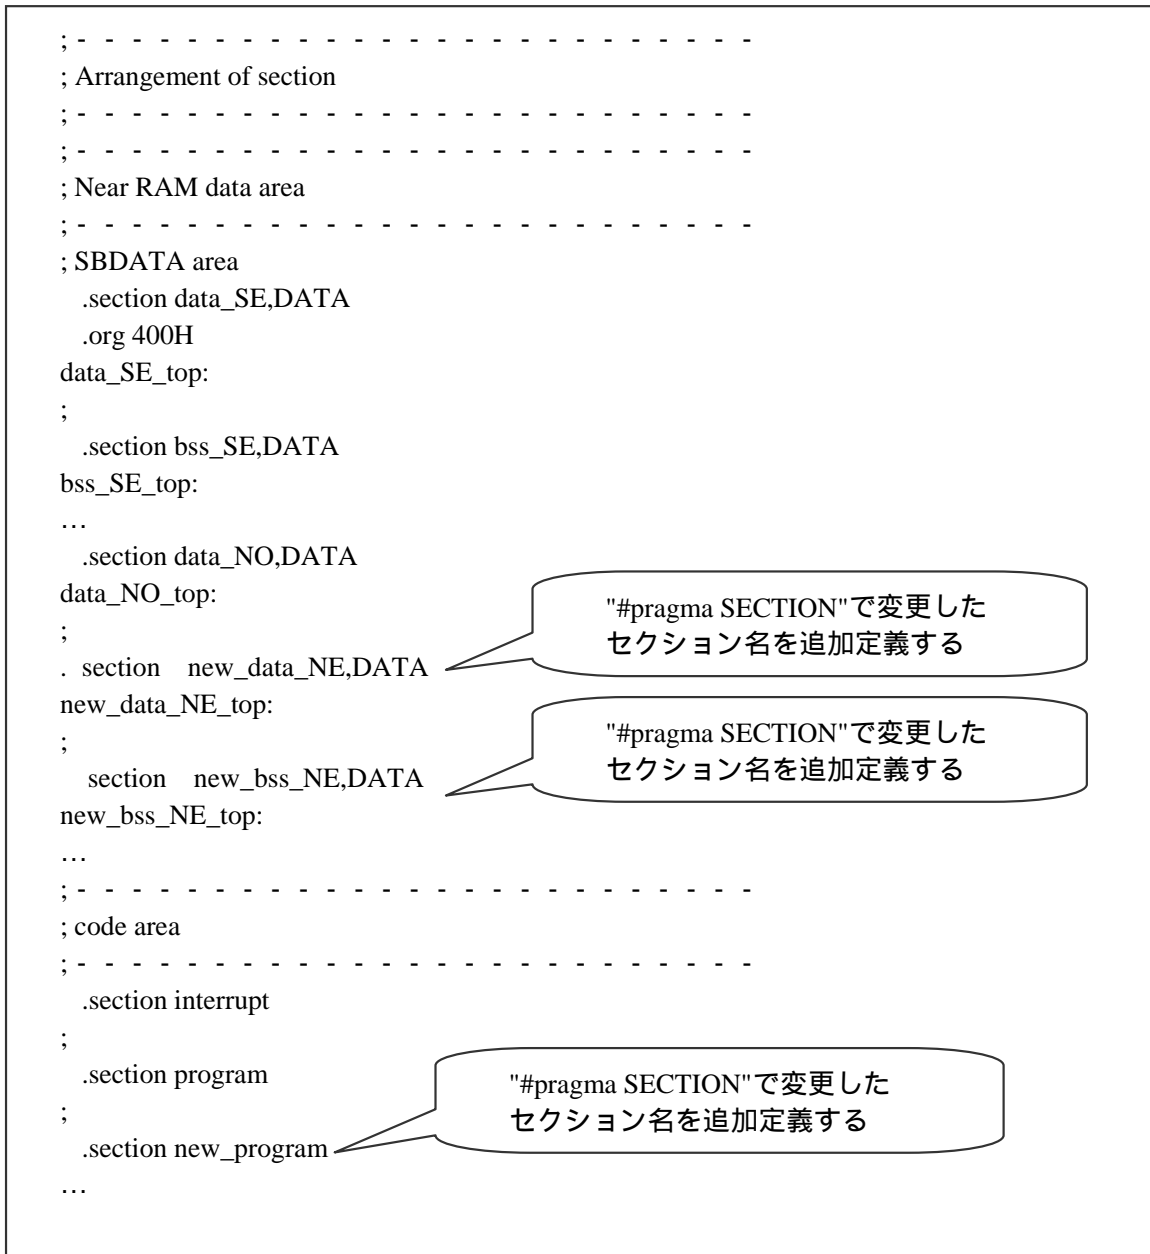 ;- - - - - - - - - - - - - - - - - - - - - - - - -
; Arrangement of section
;- - - - - - - - - - - - - - - - - - - - - - - - -
;- - - - - - - - - - - - - - - - - - - - - - - - -
; Near RAM data area
;- - - - - - - - - - - - - - - - - - - - - - - - -
; SBDATA area
.section data_SE,DATA
.org 400H
data_SE_top:
;
.section bss_SE,DATA
bss_SE_top:
…
.section data_NO,DATA
data_NO_top:
;
. section new_data_NE,DATA
"#pragma SECTION"で変更した
セクション名を追加定義する
new_data_NE_top:
;
section new_bss_NE,DATA
"#pragma SECTION"で変更した
セクション名を追加定義する
new_bss_NE_top:
…
;- - - - - - - - - - - - - - - - - - - - - - - - -
; code area
;- - - - - - - - - - - - - - - - - - - - - - - - -
.section interrupt
;
.section program
;
.section new_program
"#pragma SECTION"で変更した
セクション名を追加定義する
…